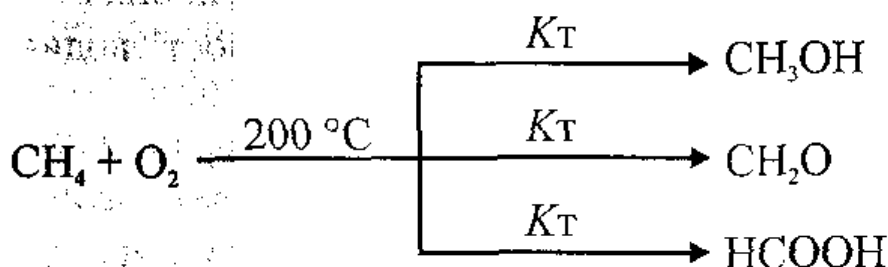 Kт
CH₃OH
CH₄ + O₂ 200 °C Kт CH₂O
Kт
HCOOH